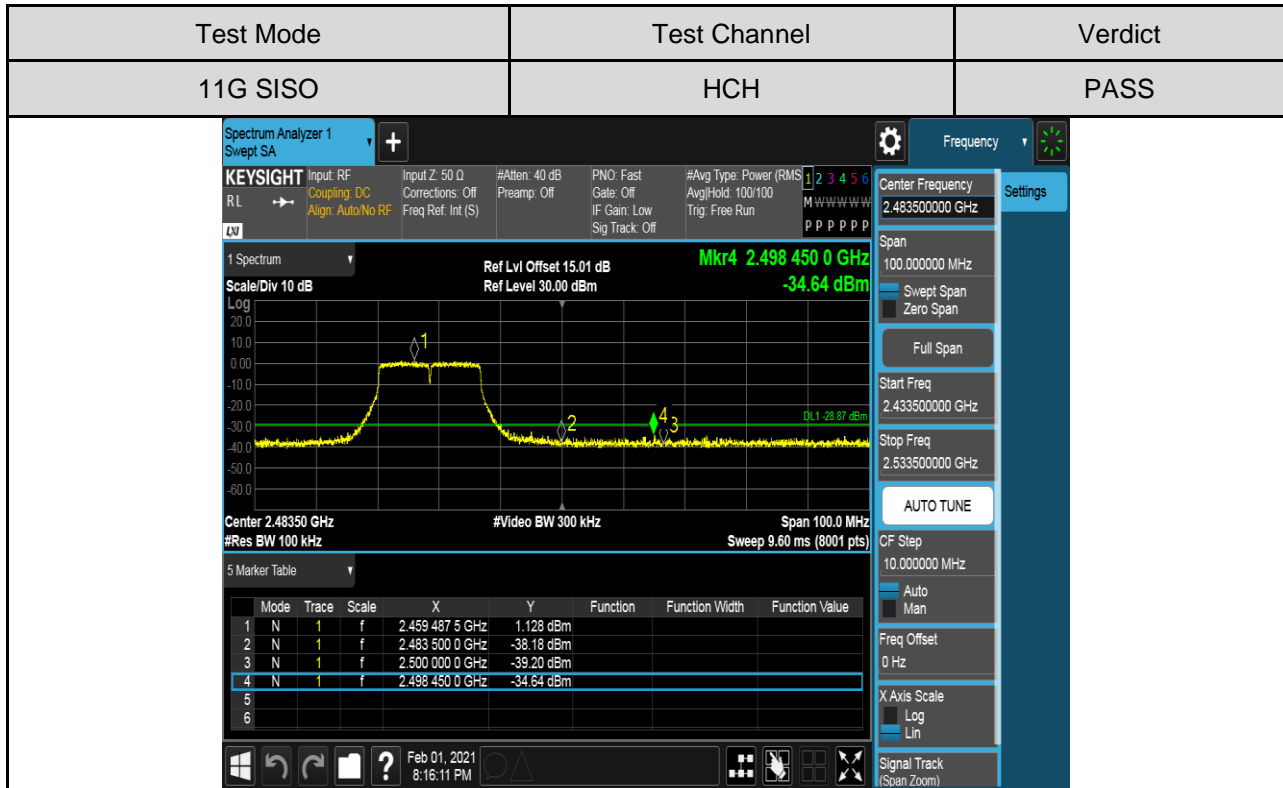 Test Mode Test Channel Verdict
11G SISO HCH PASS
Spectrum Analyzer 1
Swept SA
+
Frequency
KEYSIGHT
RL
LXI
Input: RF
Coupling: DC
Align: Auto/No RF
Input Z: 50 Ω
Corrections: Off
Freq Ref: Int (S)
#Atten: 40 dB
Preamp: Off
PNO: Fast
Gate: Off
IF Gain: Low
Sig Track: Off
#Avg Type: Power (RMS
Avg|Hold: 100/100
Trig: Free Run
1 2 3 4 5 6
M W W W W W
P P P P P P
Center Frequency
2.483500000 GHz
Settings
Span
100.000000 MHz
Swept Span
Zero Span
Full Span
Start Freq
2.433500000 GHz
Stop Freq
2.533500000 GHz
AUTO TUNE
CF Step
10.000000 MHz
Auto
Man
Freq Offset
0 Hz
X Axis Scale
Log
Lin
Signal Track
(Span Zoom)
1 Spectrum
Scale/Div 10 dB
Ref Lvl Offset 15.01 dB
Ref Level 30.00 dBm
Mkr4 2.498 450 0 GHz
-34.64 dBm
Log
20.0
10.0
0.00
-10.0
-20.0
-30.0
-40.0
-50.0
-60.0
1
2
4
3
DL1 -28.87 dBm
Center 2.48350 GHz #Video BW 300 kHz Span 100.0 MHz
#Res BW 100 kHz Sweep 9.60 ms (8001 pts)
5 Marker Table
Mode Trace Scale X Y Function Function Width Function Value
1 N 1 f 2.459 487 5 GHz 1.128 dBm
2 N 1 f 2.483 500 0 GHz -38.18 dBm
3 N 1 f 2.500 000 0 GHz -39.20 dBm
4 N 1 f 2.498 450 0 GHz -34.64 dBm
5
6
?
Feb 01, 2021
8:16:11 PM